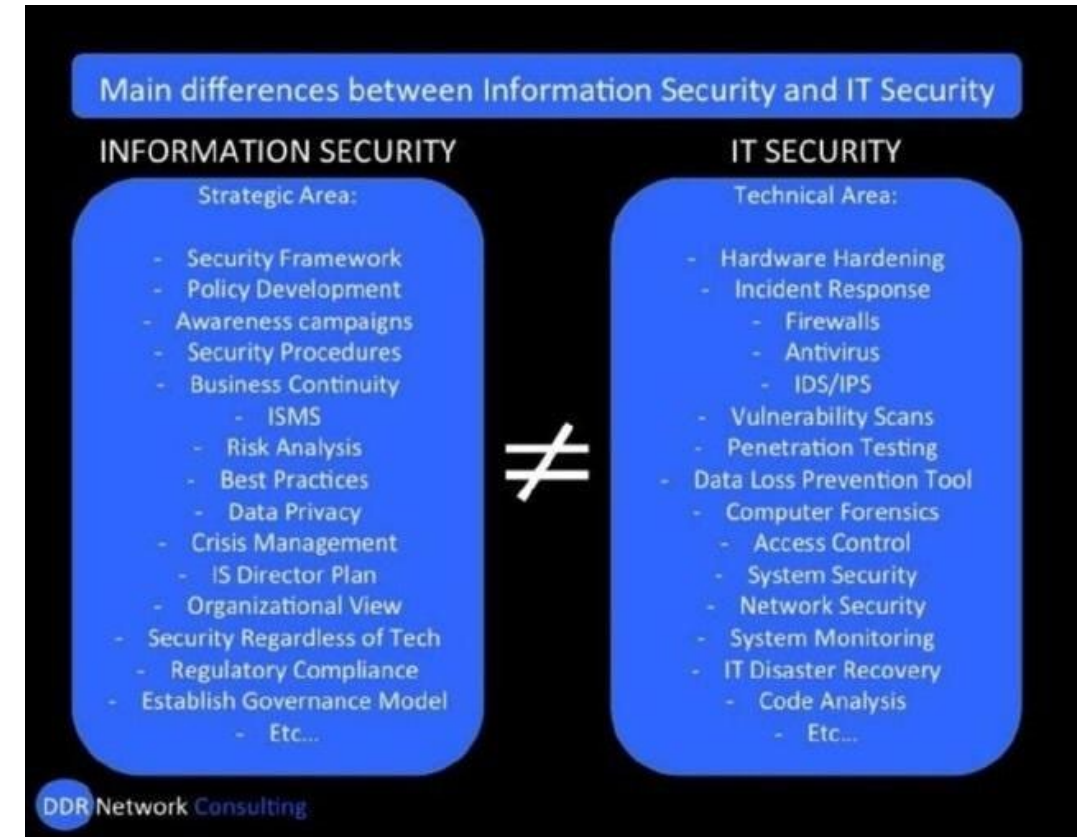 Main differences between Information Security and IT Security
INFORMATION SECURITY
Strategic Area:
- Security Framework
- Policy Development
- Awareness campaigns
- Security Procedures
- Business Continuity
- ISMS
- Risk Analysis
- Best Practices
- Data Privacy
- Crisis Management
- IS Director Plan
- Organizational View
- Security Regardless of Tech
- Regulatory Compliance
- Establish Governance Model
- Etc...
≠
IT SECURITY
Technical Area:
- Hardware Hardening
- Incident Response
- Firewalls
- Antivirus
- IDS/IPS
- Vulnerability Scans
- Penetration Testing
- Data Loss Prevention Tool
- Computer Forensics
- Access Control
- System Security
- Network Security
- System Monitoring
- IT Disaster Recovery
- Code Analysis
- Etc...
DDR Network Consulting